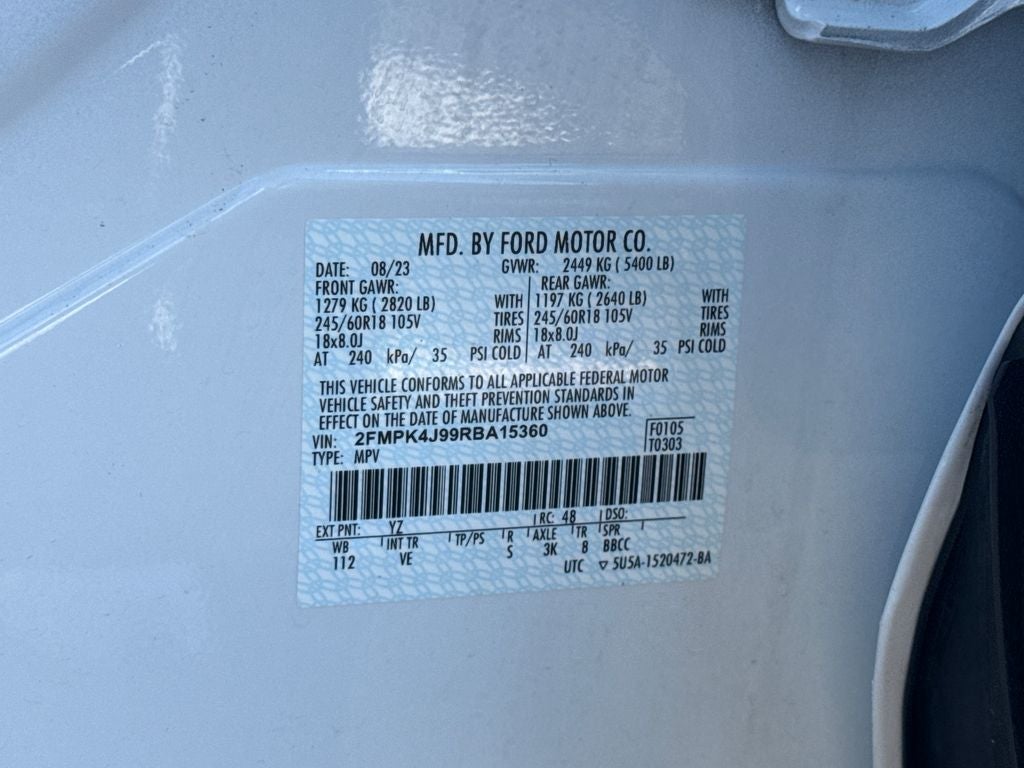 MFD. BY FORD MOTOR CO.
DATE: 08/23 GVWR: 2449 KG ( 5400 LB)
FRONT GAWR: REAR GAWR:
1279 KG ( 2820 LB) WITH 1197 KG ( 2640 LB) WITH
245/60R18 105V TIRES 245/60R18 105V TIRES
18x8.0J RIMS 18x8.0J RIMS
AT 240 kPa/ 35 PSI COLD AT 240 kPa/ 35 PSI COLD
THIS VEHICLE CONFORMS TO ALL APPLICABLE FEDERAL MOTOR
VEHICLE SAFETY AND THEFT PREVENTION STANDARDS IN
EFFECT ON THE DATE OF MANUFACTURE SHOWN ABOVE.
VIN: 2FMPK4J99RBA15360 F0105
TYPE: MPV T0303
EXT PNT: YZ RC: 48 DSO:
WB INT TR TP/PS R AXLE TR SPR
112 VE S 3K 8 BBCC
UTC ▽ 5U5A-1520472-BA